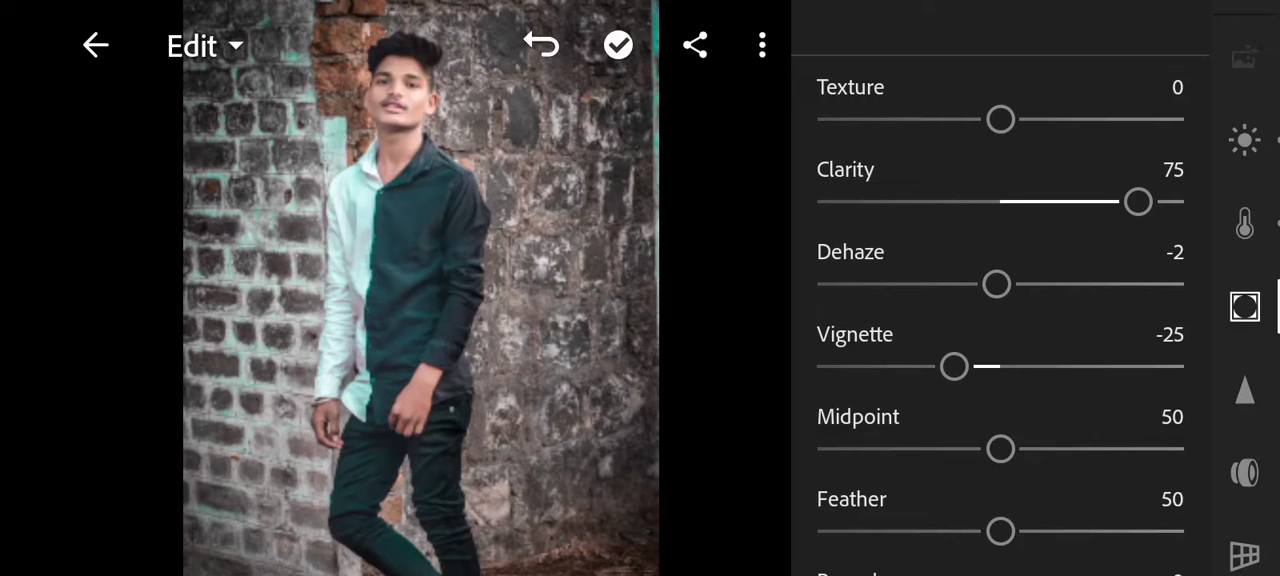 Edit
Texture 0
Clarity 75
Dehaze -2
Vignette -25
Midpoint 50
Feather 50